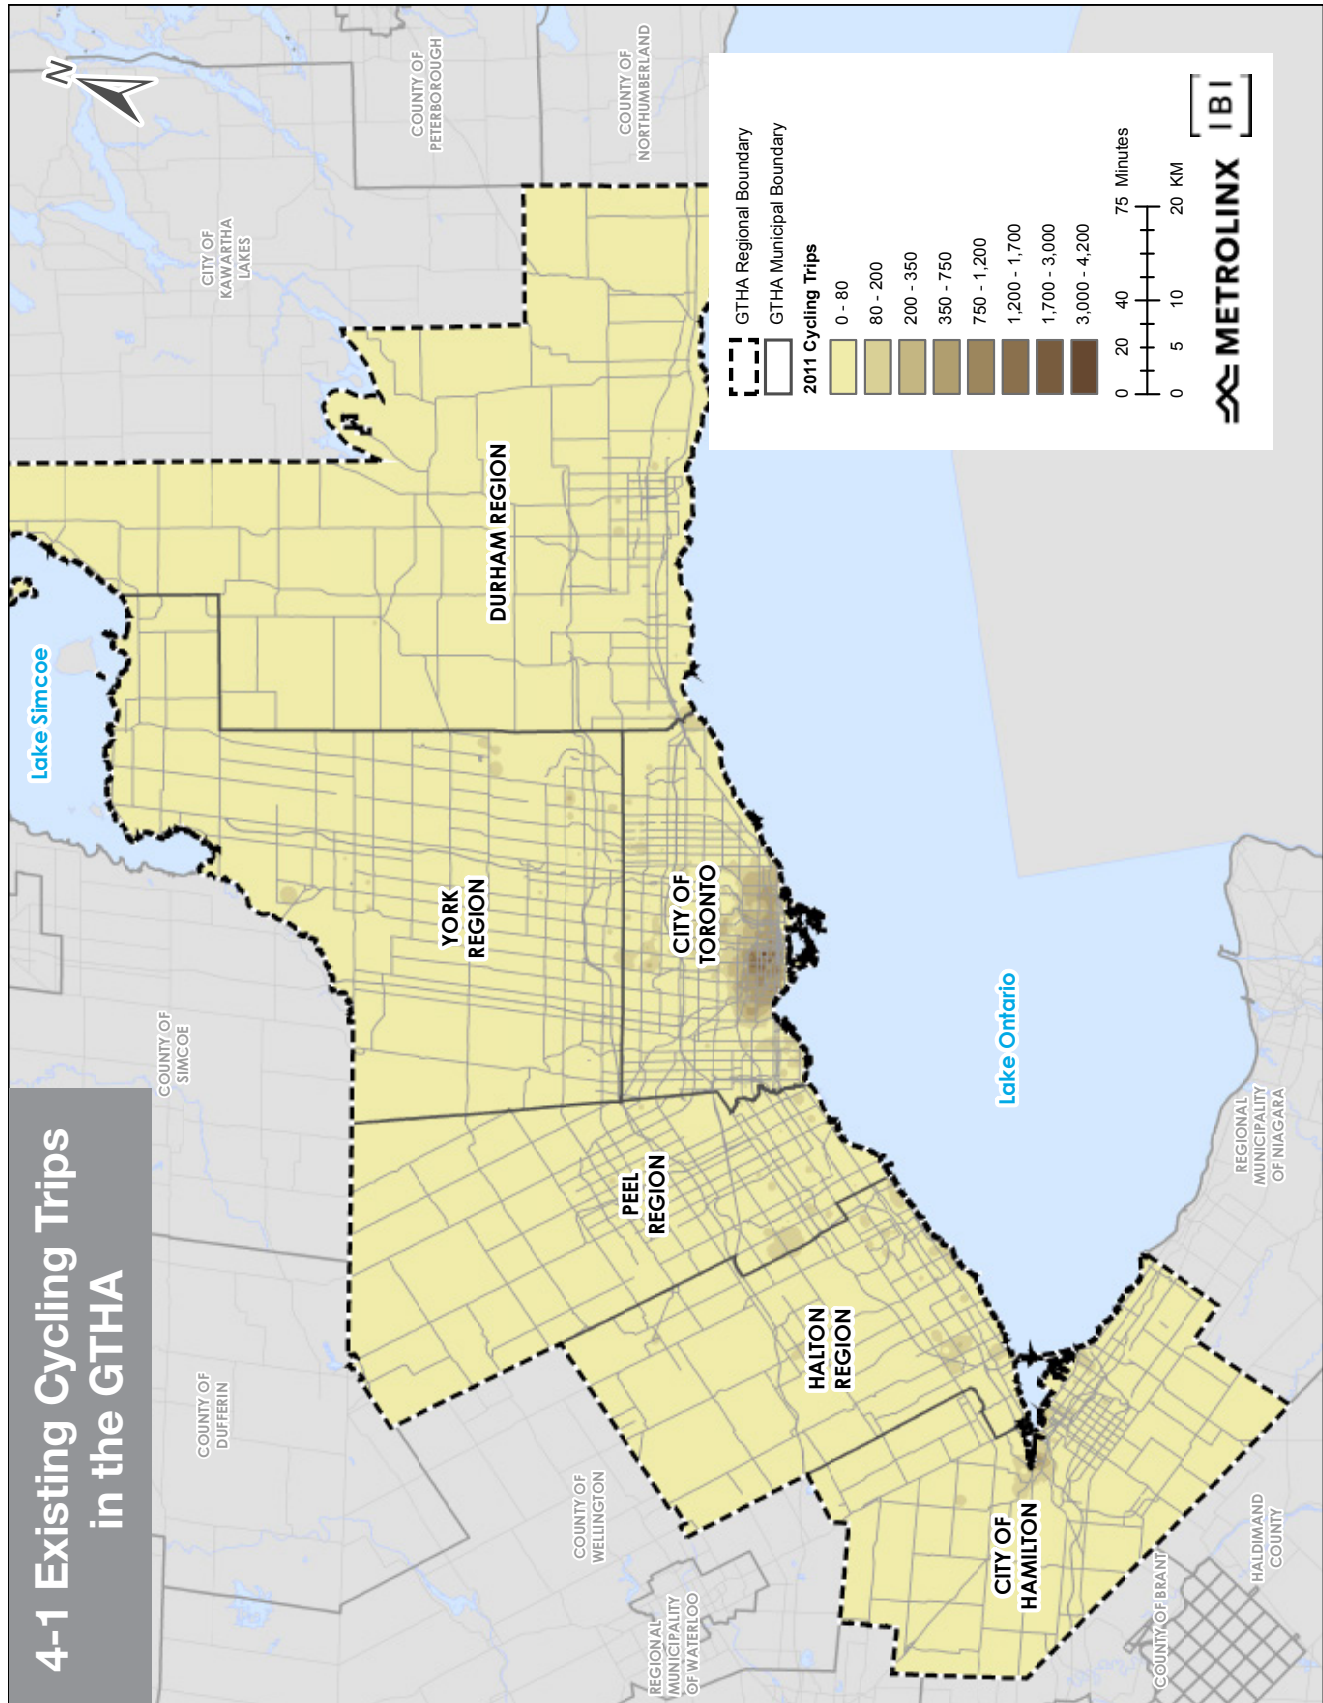 4-1 Existing Cycling Trips
in the GTHA
N
COUNTY OF
PETERBOROUGH
COUNTY OF
NORTHUMBERLAND
CITY OF
KAWARTHA
LAKES
Lake Simcoe
DURHAM REGION
COUNTY OF
SIMCOE
YORK
REGION
CITY OF
TORONTO
COUNTY OF
DUFFERIN
PEEL
REGION
Lake Ontario
HALTON
REGION
COUNTY OF
WELLINGTON
REGIONAL
MUNICIPALITY
OF WATERLOO
CITY OF
HAMILTON
COUNTY OF BRANT
HALDIMAND
COUNTY
REGIONAL
MUNICIPALITY
OF NIAGARA
GTHA Regional Boundary
GTHA Municipal Boundary
2011 Cycling Trips
0 - 80
80 - 200
200 - 350
350 - 750
750 - 1,200
1,200 - 1,700
1,700 - 3,000
3,000 - 4,200
0 20 40 75 Minutes
0 5 10 20 KM
METROLINX
IBI